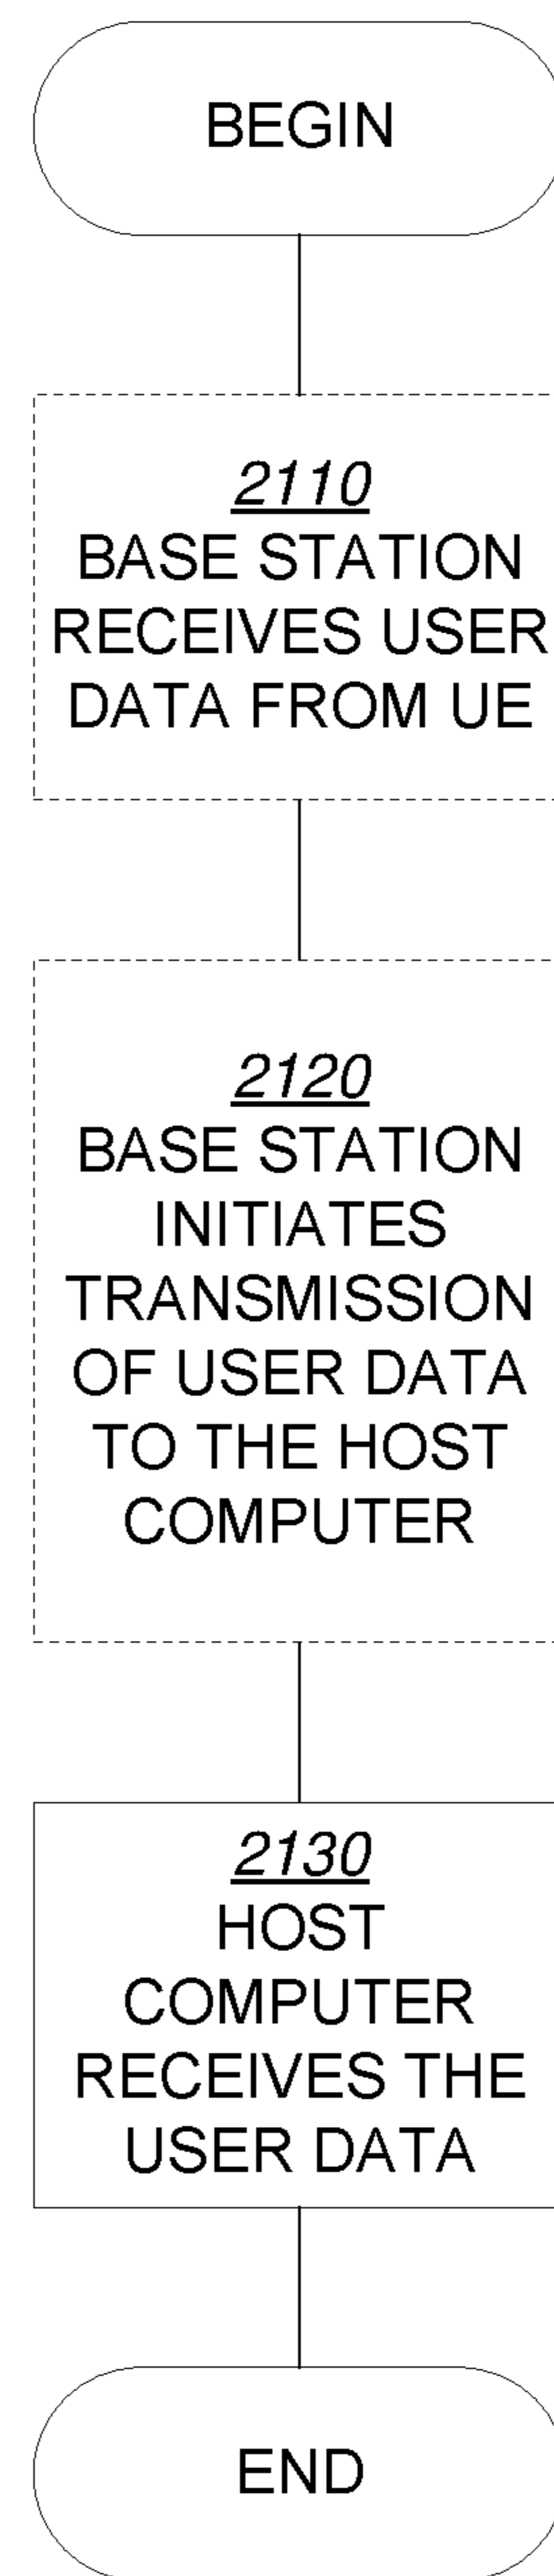 BEGIN
2110
BASE STATION
RECEIVES USER
DATA FROM UE
2120
BASE STATION
INITIATES
TRANSMISSION
OF USER DATA
TO THE HOST
COMPUTER
2130
HOST
COMPUTER
RECEIVES THE
USER DATA
END